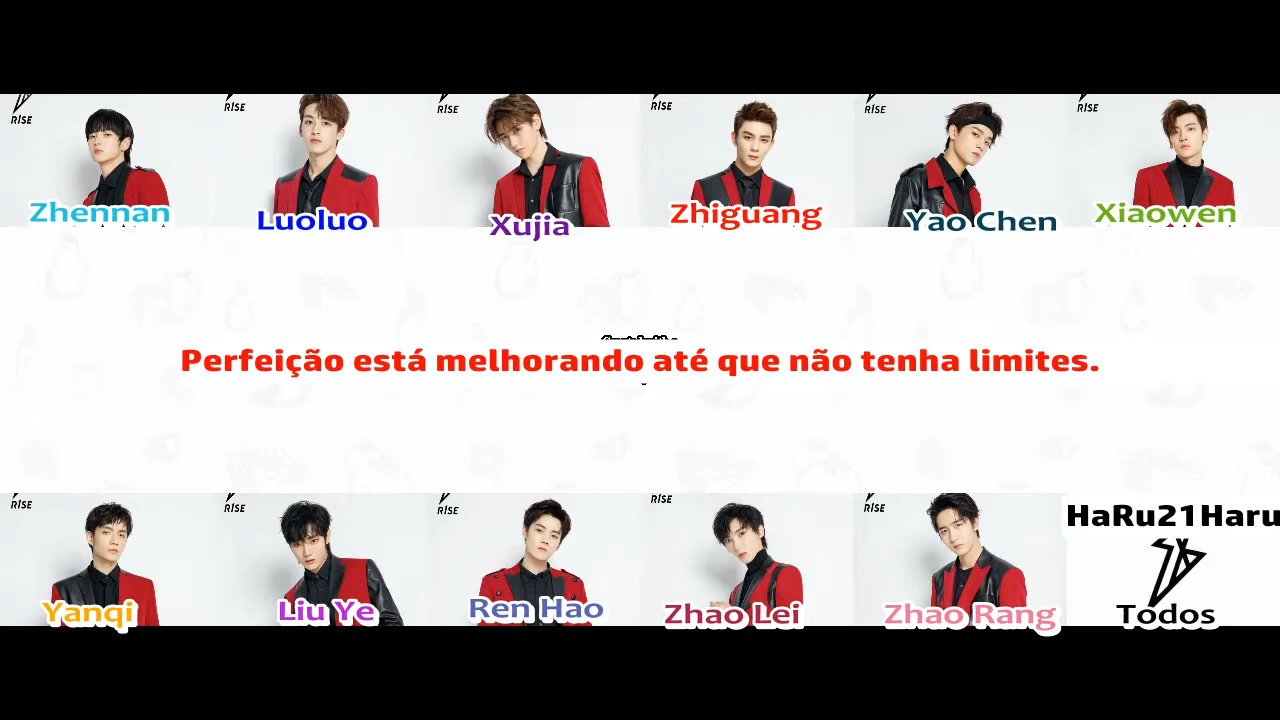 RISE RISE RISE RISE RISE RISE
Zhennan Luoluo Xujia Zhiguang Yao Chen Xiaowen
Perfeição está melhorando até que não tenha limites.
RISE RISE RISE RISE RISE
HaRu21Haru
Yanqi Liu Ye Ren Hao Zhao Lei Zhao Rang Todos